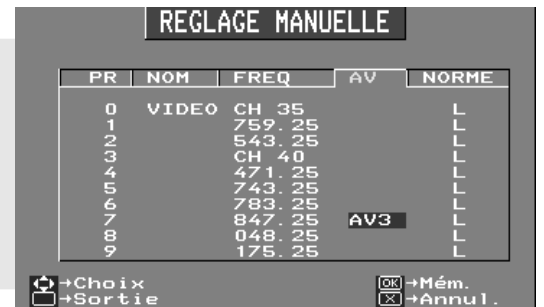 REGLAGE MANUELLE
PR NOM FREQ AV NORME
0 VIDEO CH 35 L
1 759.25 L
2 543.25 L
3 CH 40 L
4 471.25 L
5 743.25 L
6 783.25 L
7 847.25 AV3 L
8 048.25 L
9 175.25 L
→Choix OK →Mém.
→Sortie X →Annul.